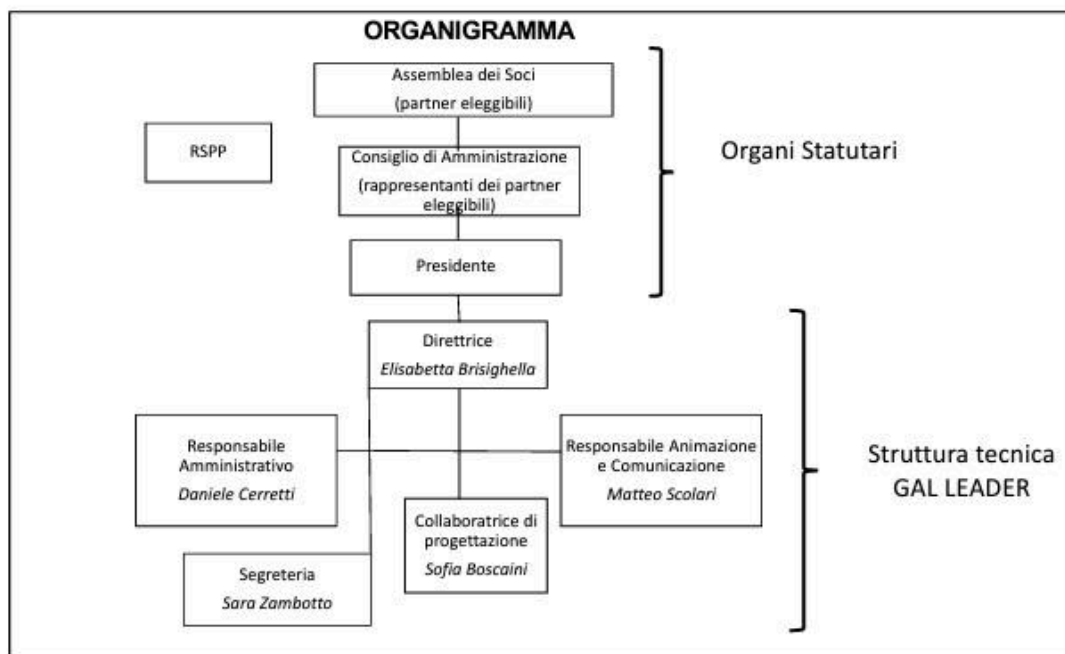 ORGANIGRAMMA
Assemblea dei Soci
(partner eleggibili)
RSPP
Consiglio di Amministrazione
(rappresentanti dei partner
eleggibili)
Organi Statutari
Presidente
Direttrice
Elisabetta Brisighella
Responsabile
Amministrativo
Daniele Cerretti
Responsabile Animazione
e Comunicazione
Matteo Scolari
Struttura tecnica
GAL LEADER
Collaboratrice di
progettazione
Sofia Boscaini
Segreteria
Sara Zambotto